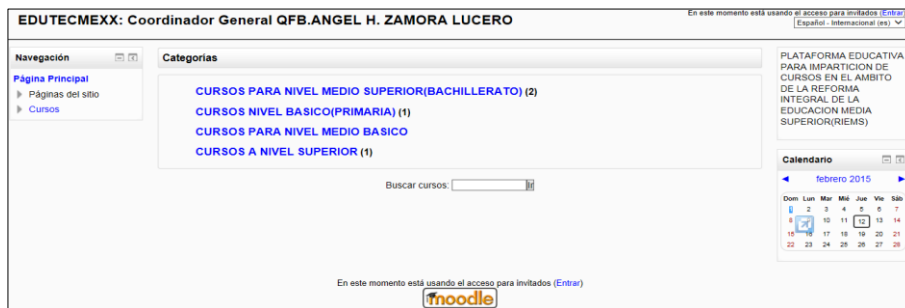 EDUTECMEXX: Coordinador General QFB.ANGEL H. ZAMORA LUCERO
En este momento está usando el acceso para invitados (Entrar)
Español - Internacional (es)
Navegación
Página Principal
Páginas del sitio
Cursos
Categorías
CURSOS PARA NIVEL MEDIO SUPERIOR(BACHILLERATO) (2)
CURSOS NIVEL BASICO(PRIMARIA) (1)
CURSOS PARA NIVEL MEDIO BASICO
CURSOS A NIVEL SUPERIOR (1)
Buscar cursos: Ir
PLATAFORMA EDUCATIVA
PARA IMPARTICION DE
CURSOS EN EL AMBITO
DE LA REFORMA
INTEGRAL DE LA
EDUCACION MEDIA
SUPERIOR(RIEMS)
Calendario
◄ febrero 2015 ►
Dom Lun Mar Mié Jue Vie Sáb
1 2 3 4 5 6 7
8 10 11 12 13 14
15 16 17 18 19 20 21
22 23 24 25 26 27 28
En este momento está usando el acceso para invitados (Entrar)
moodle